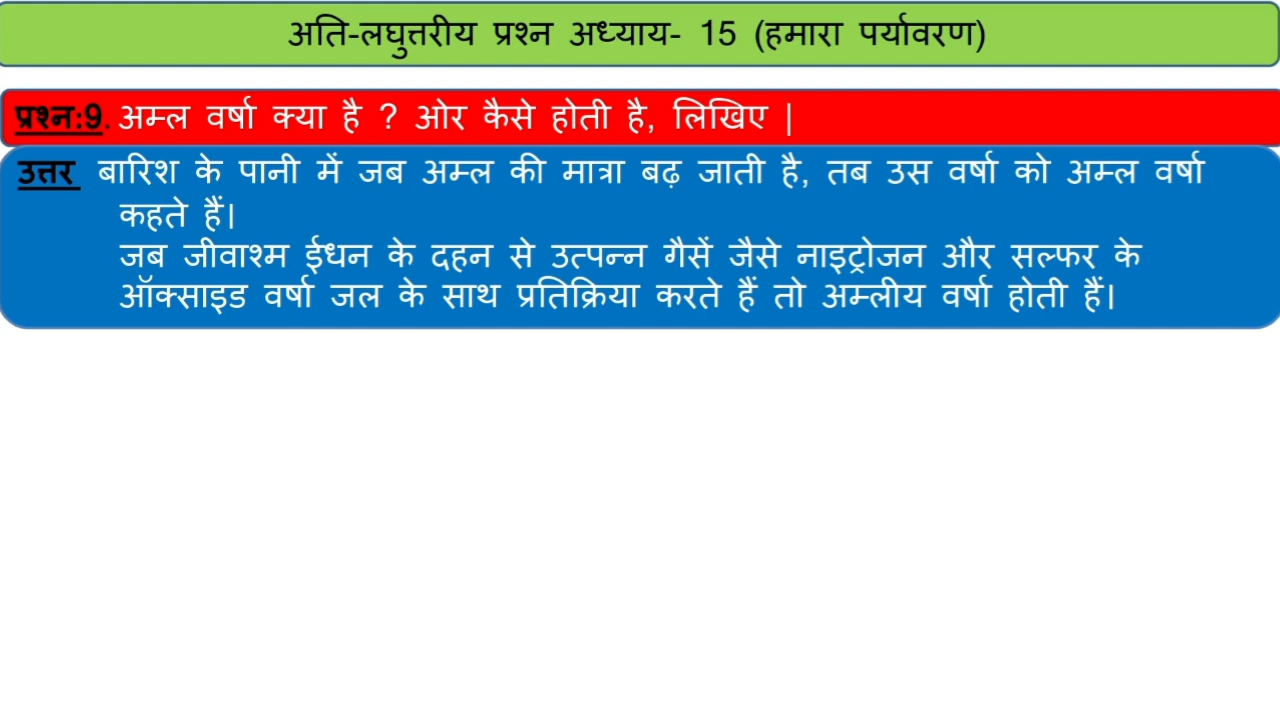 अति-लघुत्तरीय प्रश्न अध्याय- 15 (हमारा पर्यावरण)
प्रश्न:9. अम्ल वर्षा क्या है ? ओर कैसे होती है, लिखिए |
उत्तर बारिश के पानी में जब अम्ल की मात्रा बढ़ जाती है, तब उस वर्षा को अम्ल वर्षा
कहते हैं।
जब जीवाश्म ईधन के दहन से उत्पन्न गैसें जैसे नाइट्रोजन और सल्फर के
ऑक्साइड वर्षा जल के साथ प्रतिक्रिया करते हैं तो अम्लीय वर्षा होती हैं।